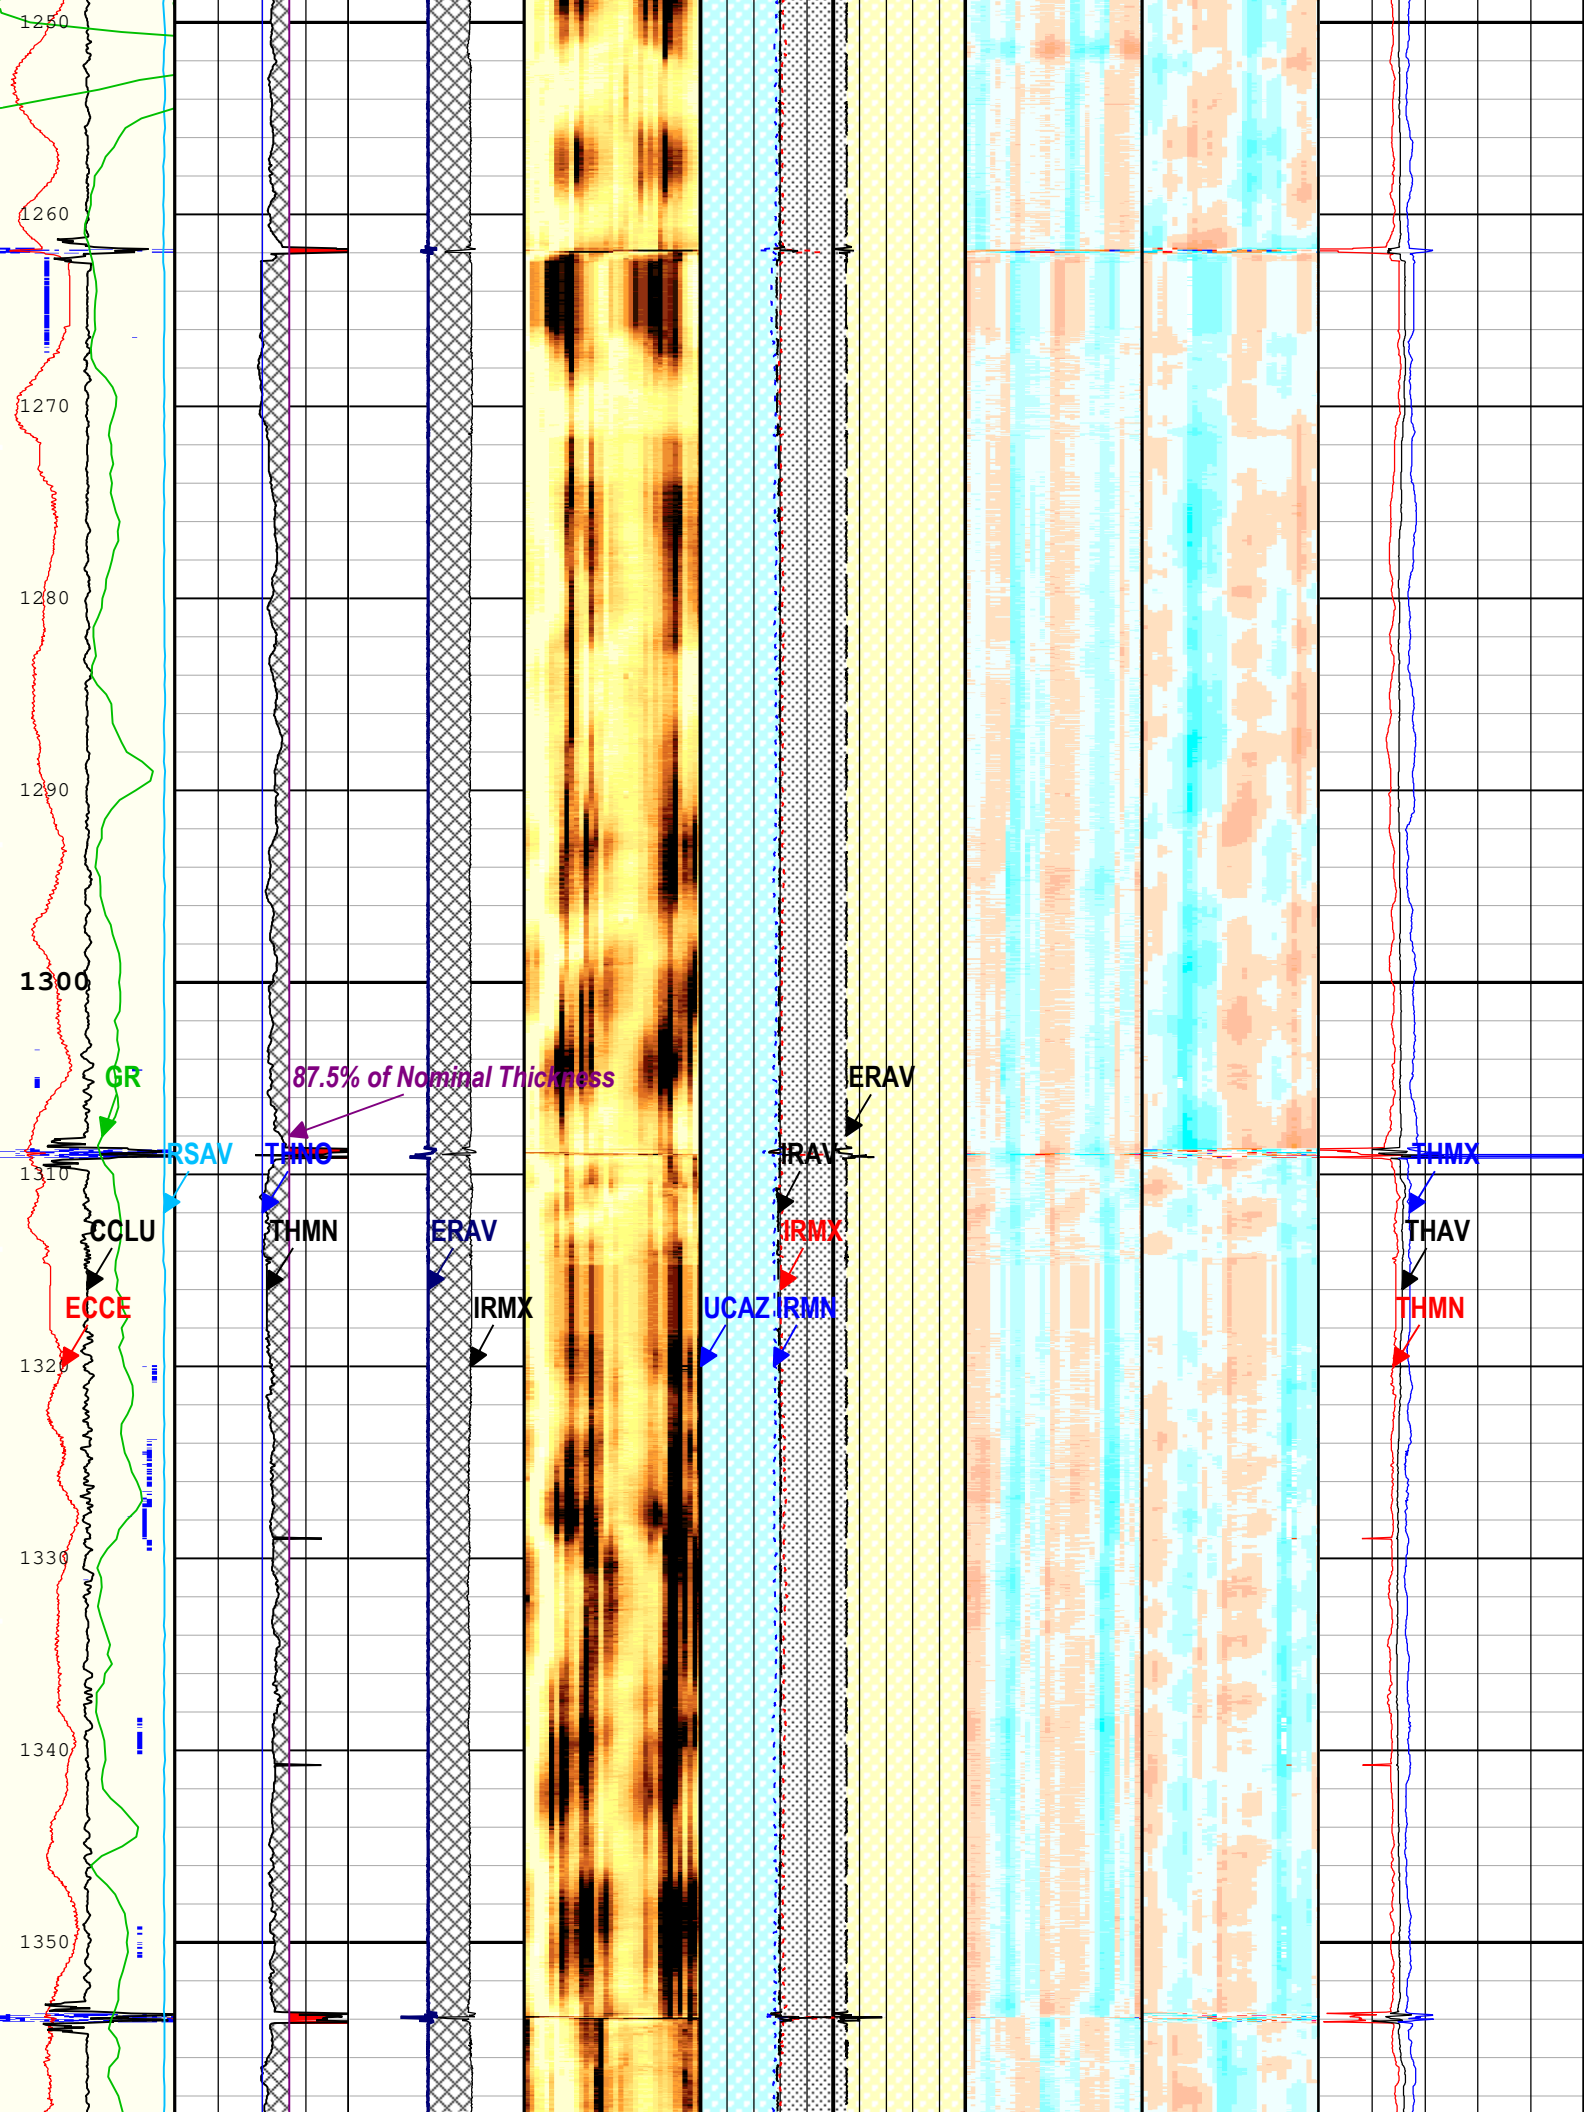 1250
1260
1270
1280
1290
1300
GR
87.5% of Nominal Thickness
ERAV
RSAV
THNO
IRAV
THMX
1310
CCLU
THMN
ERAV
IRMX
THAV
ECCE
IRMX
UCAZ
IRMN
THMN
1320
1330
1340
1350